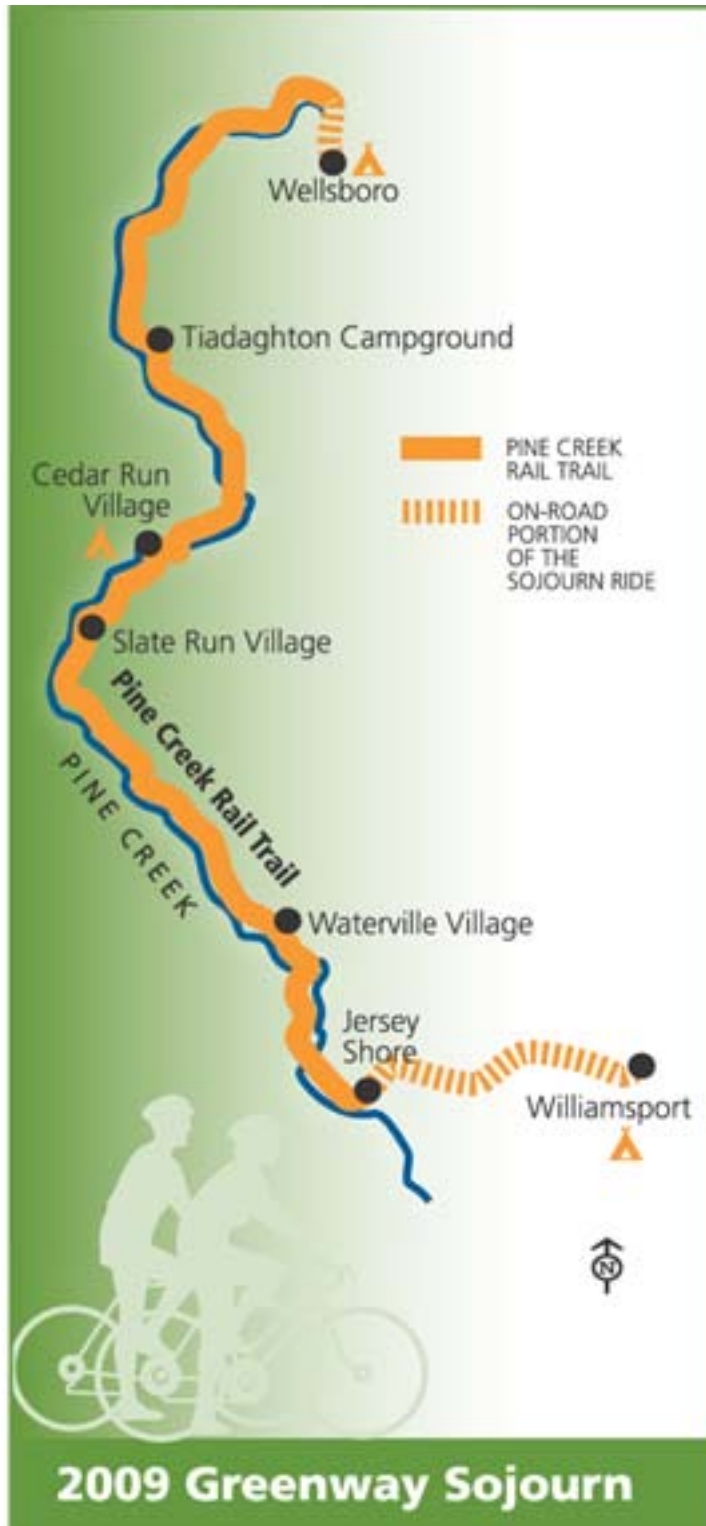 Wellsboro
Tiadaghton Campground
PINE CREEK
RAIL TRAIL
ON-ROAD
PORTION
OF THE
SOJOURN RIDE
Cedar Run
Village
Slate Run Village
Pine Creek Rail Trail
PINE CREEK
Waterville Village
Jersey
Shore
Williamsport
N
2009 Greenway Sojourn